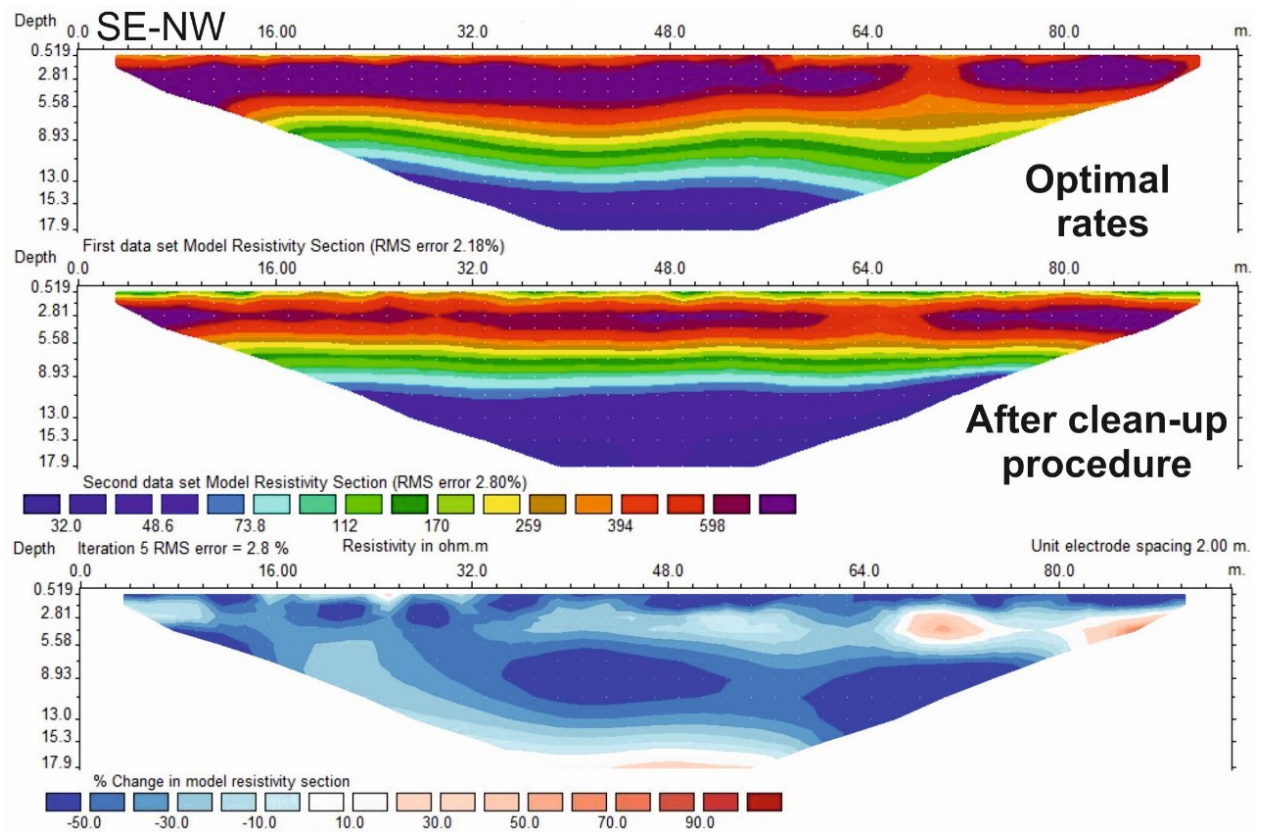 Depth 0.0 SE-NW 16.00 32.0 48.0 64.0 80.0 m.
0.519
2.81
5.58
8.93
13.0
15.3
17.9
Optimal
rates
First data set Model Resistivity Section (RMS error 2.18%)
Depth 0.0 16.00 32.0 48.0 64.0 80.0 m.
0.519
2.81
5.58
8.93
13.0
15.3
17.9
After clean-up
procedure
Second data set Model Resistivity Section (RMS error 2.80%)
32.0 48.6 73.8 112 170 259 394 598
Depth Iteration 5 RMS error = 2.8 % Resistivity in ohm.m Unit electrode spacing 2.00 m.
0.0 16.00 32.0 48.0 64.0 80.0
0.519
2.81
5.58
8.93
13.0
15.3
17.9
% Change in model resistivity section
-50.0 -30.0 -10.0 10.0 30.0 50.0 70.0 90.0